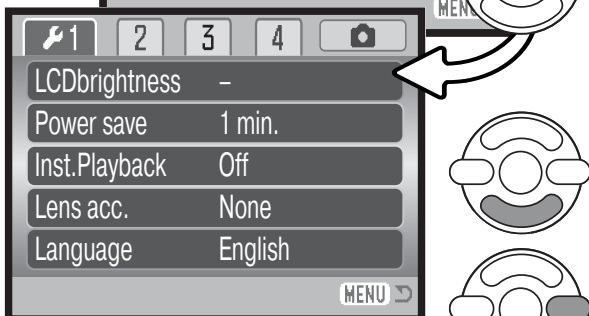 MENU
1 2 3 4
LCDbrightness –
Power save 1 min.
Inst.Playback Off
Lens acc. None
Language English
MENU